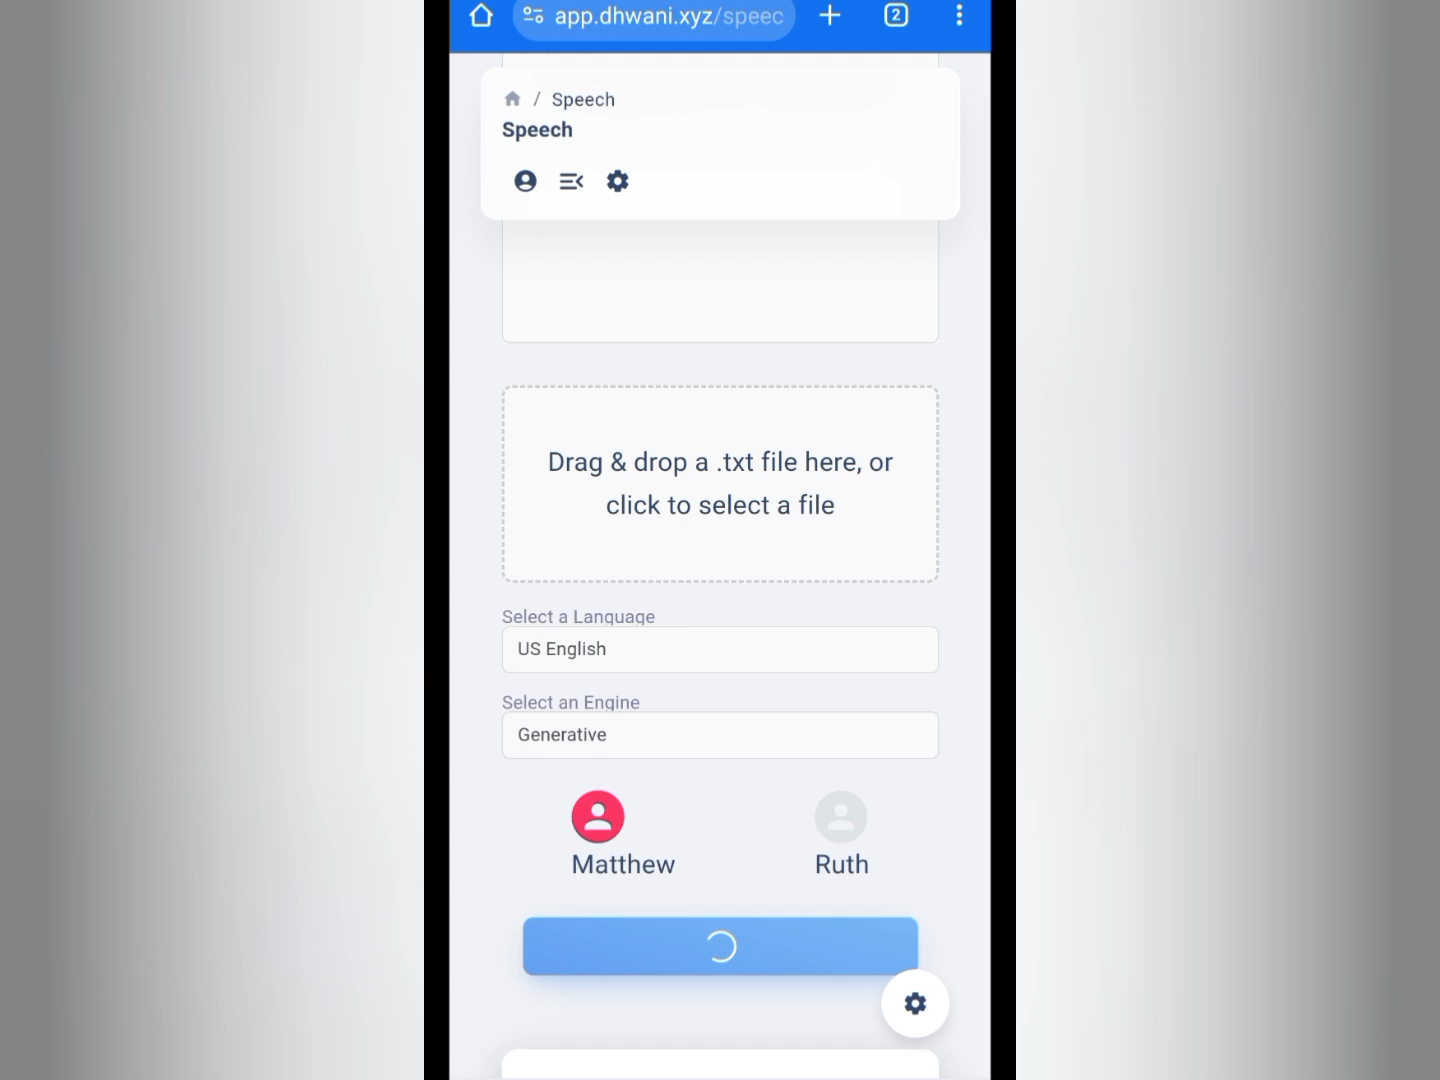 app.dhwani.xyz/speec
2
/ Speech
Speech
Drag & drop a .txt file here, or
click to select a file
Select a Language
US English
Select an Engine
Generative
Matthew
Ruth